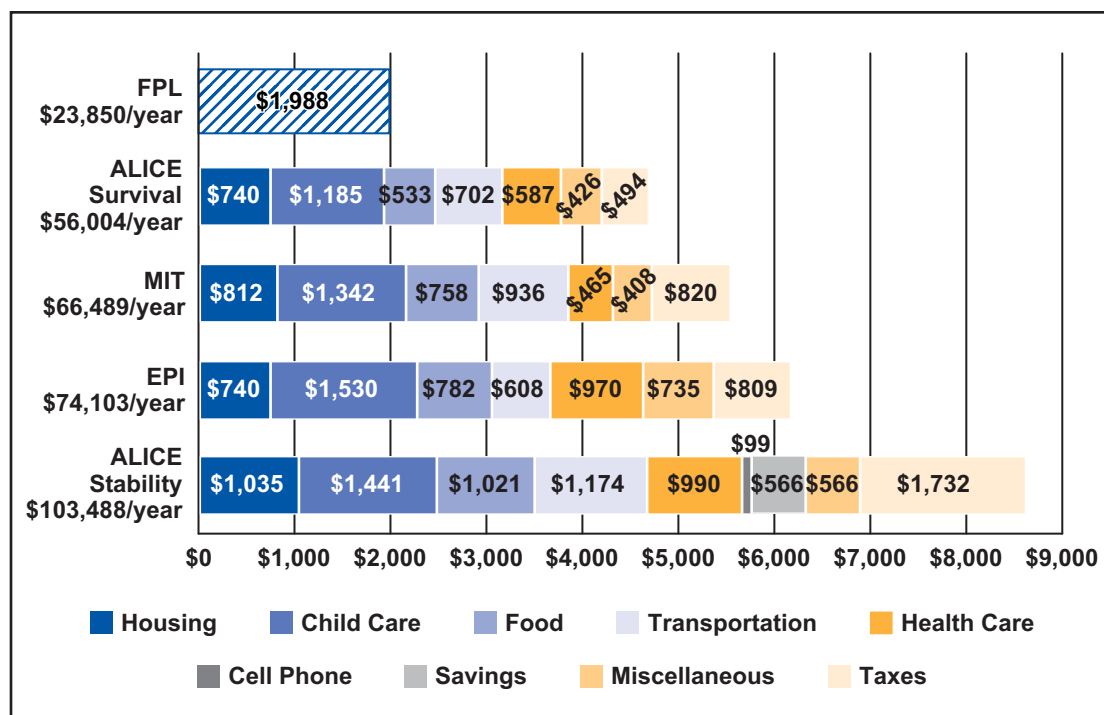 FPL
$23,850/year
$1,988
ALICE
Survival
$56,004/year
$740 $1,185 $533 $702 $587 $426 $494
MIT
$66,489/year
$812 $1,342 $758 $936 $465 $408 $820
EPI
$74,103/year
$740 $1,530 $782 $608 $970 $735 $809
ALICE
Stability
$103,488/year
$99
$1,035 $1,441 $1,021 $1,174 $990 $566 $566 $1,732
$0 $1,000 $2,000 $3,000 $4,000 $5,000 $6,000 $7,000 $8,000 $9,000
Housing Child Care Food Transportation Health Care
Cell Phone Savings Miscellaneous Taxes